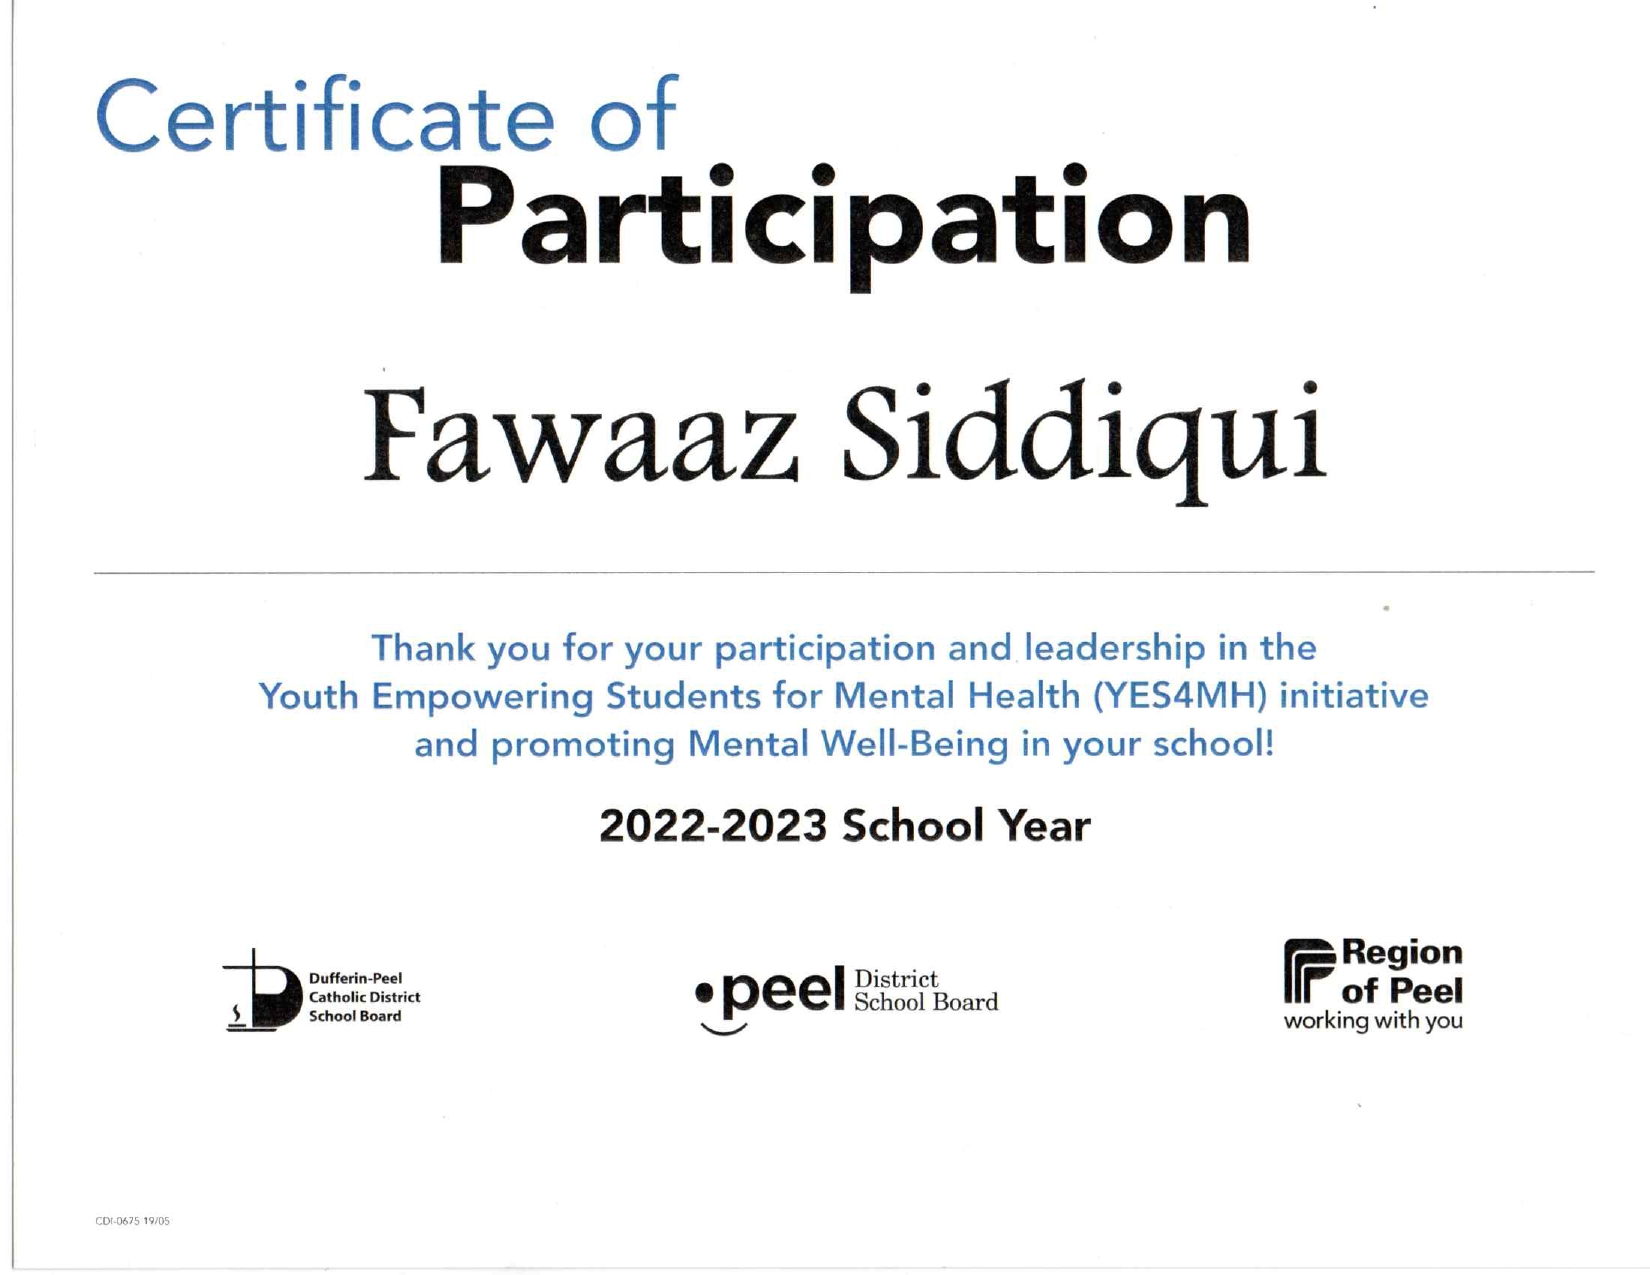 Certificate of
Participation
Fawaaz Siddiqui
Thank you for your participation and leadership in the
Youth Empowering Students for Mental Health (YES4MH) initiative
and promoting Mental Well-Being in your school!
2022-2023 School Year
Dufferin-Peel
Catholic District
School Board
peel District
School Board
Region
of Peel
working with you
CDI-0675 19/05